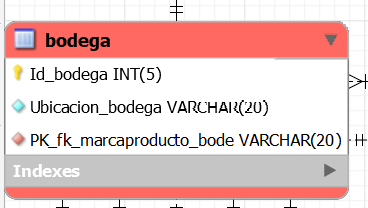 bodega
Id_bodega INT(5)
Ubicacion_bodega VARCHAR(20)
PK_fk_marcaproducto_bode VARCHAR(20)
Indexes